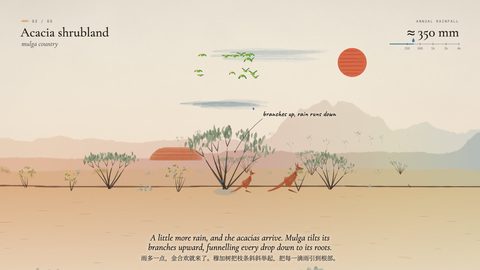 Acacia shrubland
mulga country
ANNUAL RAINFALL
≈ 350 mm
branches up, rain runs down
A little more rain, and the acacias arrive. Mulga tilts its
branches upward, funnelling every drop down to its roots.
雨多一点，金合欢就来了。穆加树把枝条斜斜举起，把每一滴雨引到根部。